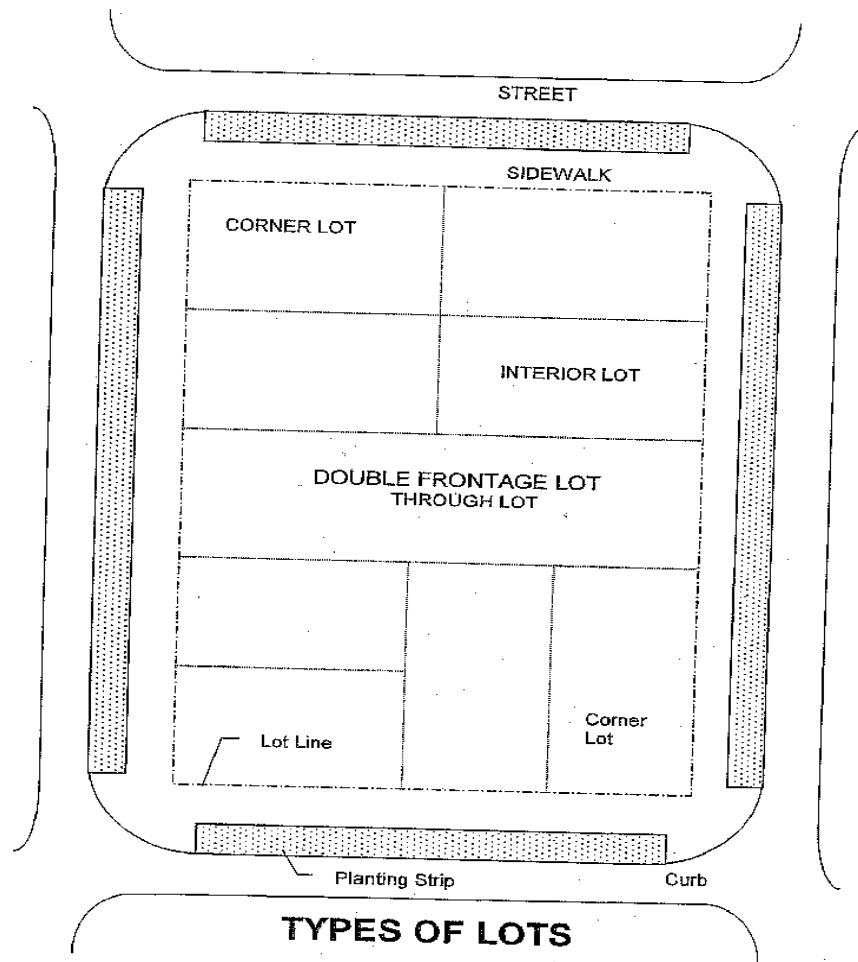 STREET
SIDEWALK
CORNER LOT
INTERIOR LOT
DOUBLE FRONTAGE LOT
THROUGH LOT
Corner
Lot
Lot Line
Planting Strip
Curb
TYPES OF LOTS